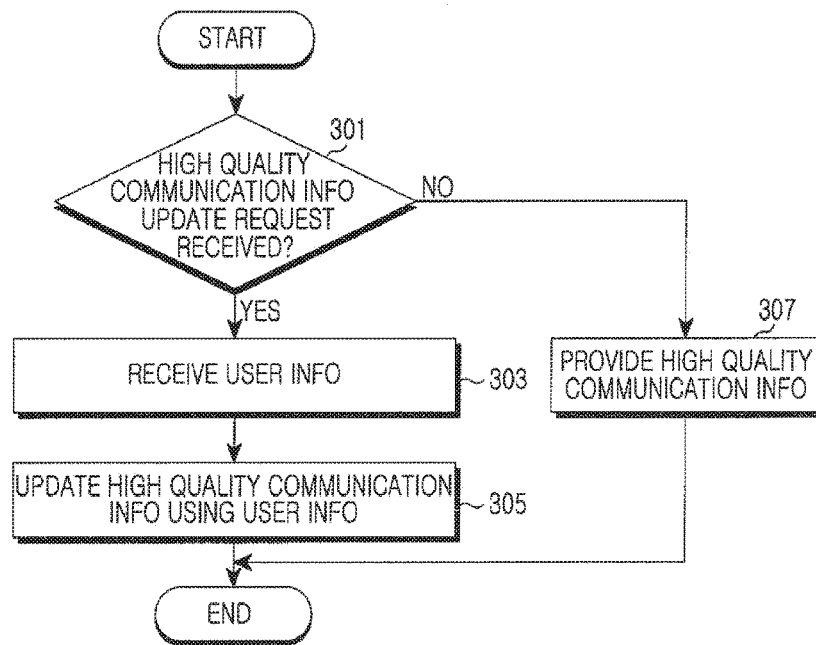 START
301
HIGH QUALITY
COMMUNICATION INFO
UPDATE REQUEST
RECEIVED?
NO
YES
307
RECEIVE USER INFO
303
PROVIDE HIGH QUALITY
COMMUNICATION INFO
UPDATE HIGH QUALITY COMMUNICATION
INFO USING USER INFO
305
END